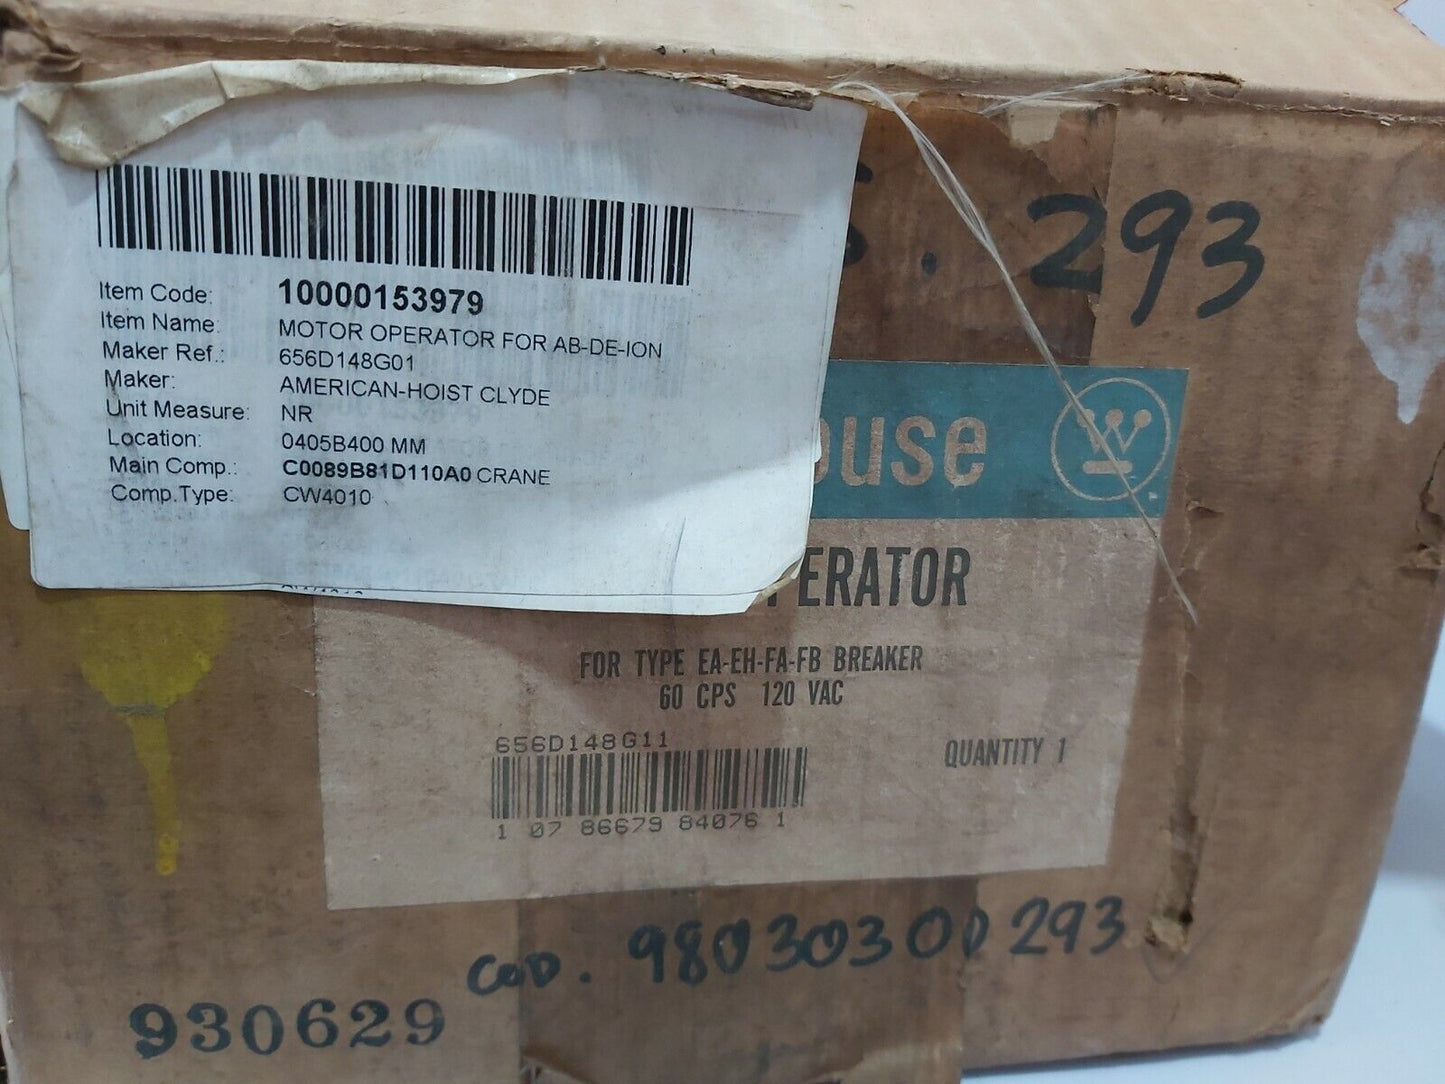 Item Code: 10000153979
Item Name: MOTOR OPERATOR FOR AB-DE-ION
Maker Ref.: 656D148G01
Maker: AMERICAN-HOIST CLYDE
Unit Measure: NR
Location: 0405B400 MM
Main Comp.: C0089B81D110A0 CRANE
Comp.Type: CW4010
. 293
ouse
W
PERATOR
FOR TYPE EA-EH-FA-FB BREAKER
60 CPS 120 VAC
656D148G11
QUANTITY 1
1 07 86679 84076 1
COD. 980303000293
930629